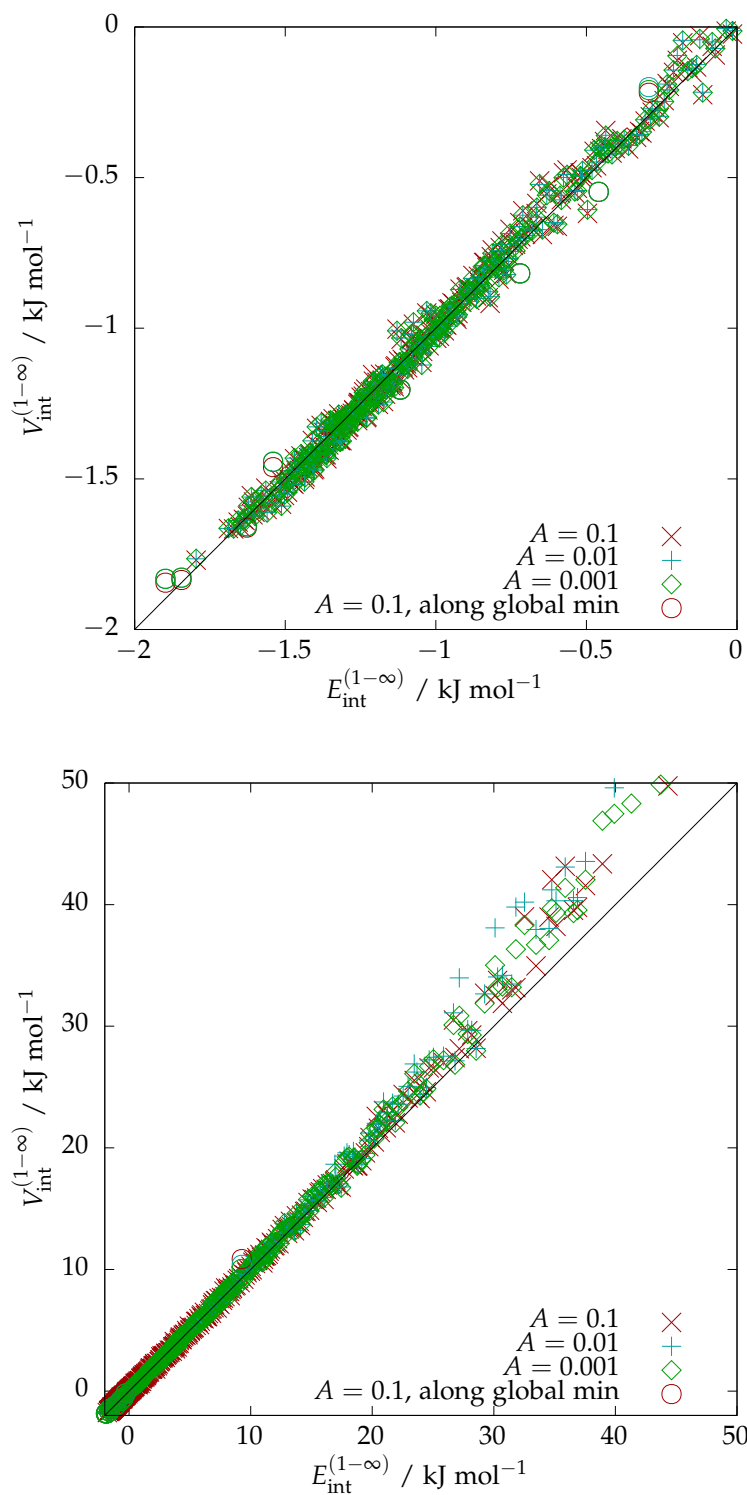 0
−0.5
−1
−1.5
−2
V_int^(1−∞) / kJ mol⁻¹
A = 0.1
A = 0.01
A = 0.001
A = 0.1, along global min
−2 −1.5 −1 −0.5 0
E_int^(1−∞) / kJ mol⁻¹
50
40
30
20
10
0
V_int^(1−∞) / kJ mol⁻¹
A = 0.1
A = 0.01
A = 0.001
A = 0.1, along global min
0 10 20 30 40 50
E_int^(1−∞) / kJ mol⁻¹